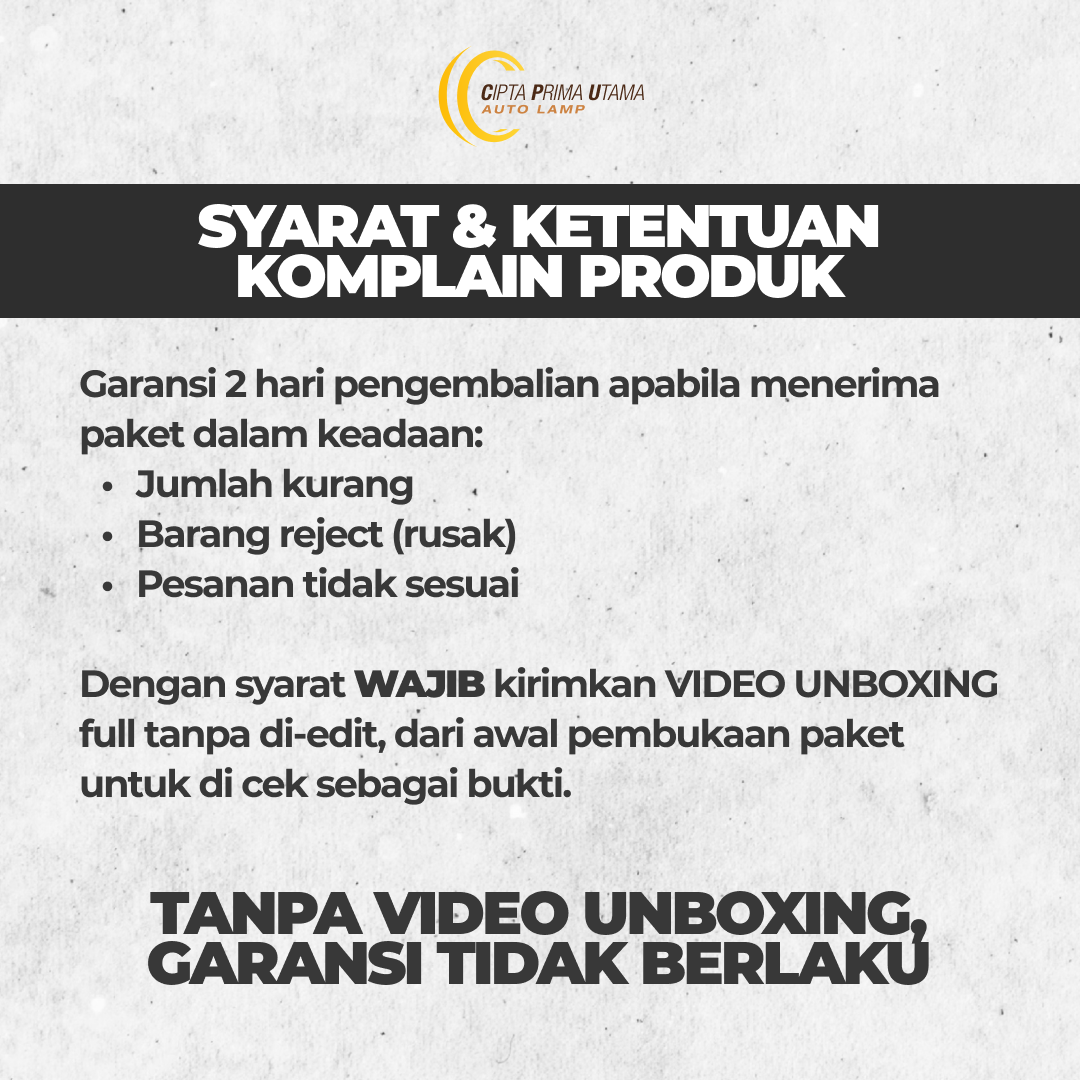 CIPTA PRIMA UTAMA
AUTO LAMP
SYARAT & KETENTUAN
KOMPLAIN PRODUK
Garansi 2 hari pengembalian apabila menerima
paket dalam keadaan:
• Jumlah kurang
• Barang reject (rusak)
• Pesanan tidak sesuai
Dengan syarat WAJIB kirimkan VIDEO UNBOXING
full tanpa di-edit, dari awal pembukaan paket
untuk di cek sebagai bukti.
TANPA VIDEO UNBOXING,
GARANSI TIDAK BERLAKU